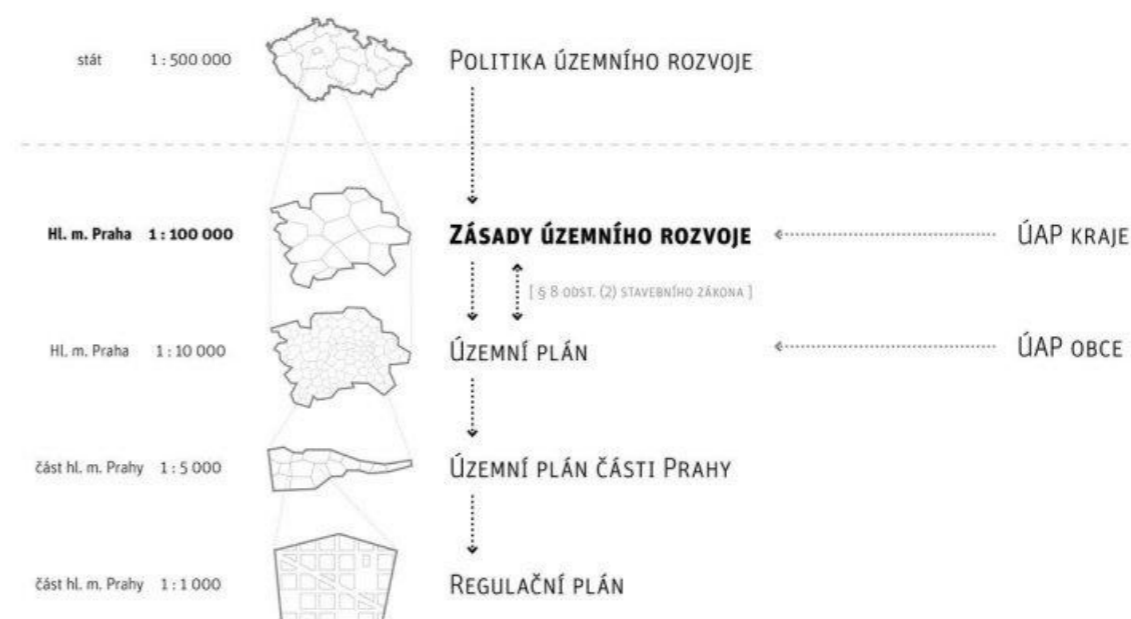 stát 1 : 500 000 Politika územního rozvoje
Hl. m. Praha 1 : 100 000 Zásady územního rozvoje ÚAP kraje
[ § 8 odst. (2) stavebního zákona ]
Hl. m. Praha 1 : 10 000 Územní plán ÚAP obce
část hl. m. Prahy 1 : 5 000 Územní plán části Prahy
část hl. m. Prahy 1 : 1 000 Regulační plán